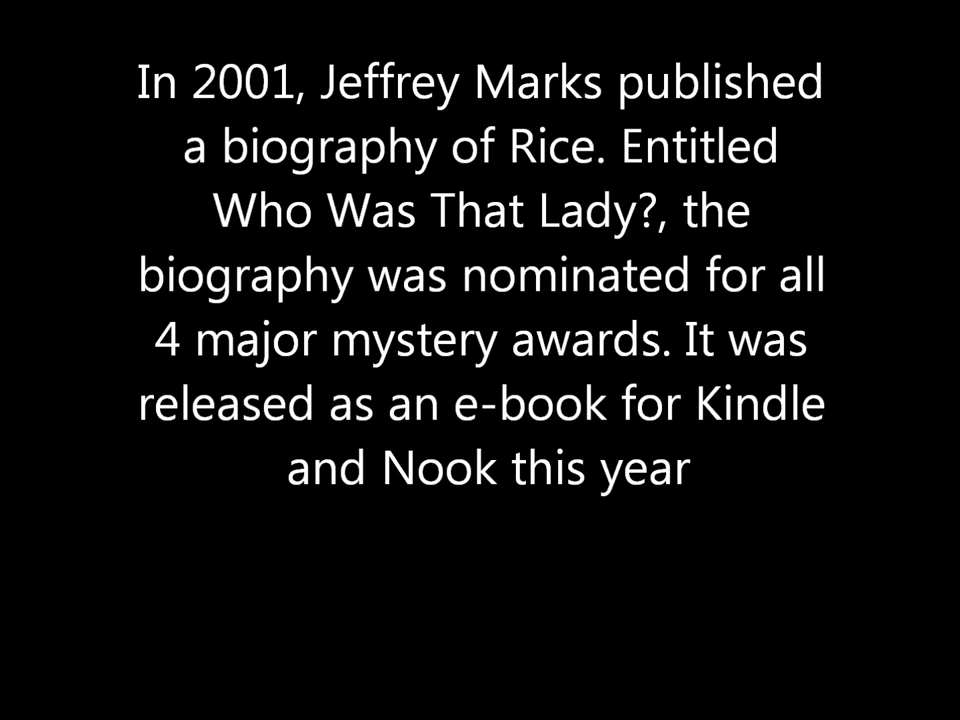 In 2001, Jeffrey Marks published
a biography of Rice. Entitled
Who Was That Lady?, the
biography was nominated for all
4 major mystery awards. It was
released as an e-book for Kindle
and Nook this year